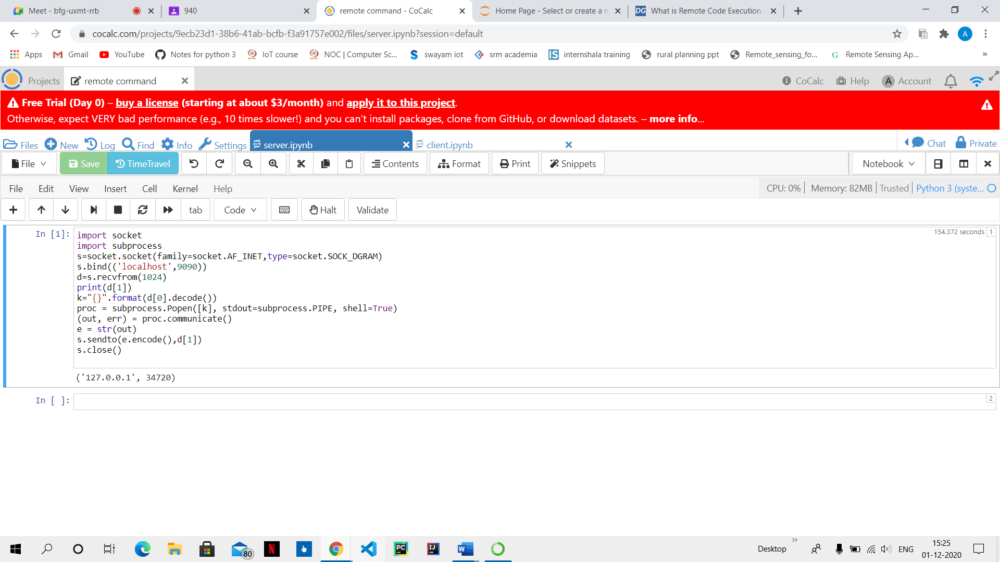 Meet - bfg-uxmt-rrb
940
remote command - CoCalc
Home Page - Select or create a n
DG What is Remote Code Execution
cocalc.com/projects/9ecb23d1-38b6-41ab-bcfb-f3a91757e002/files/server.ipynb?session=default
A
Apps Gmail YouTube Notes for python 3 IoT course NOC | Computer Sc... swayam iot srm academia internshala training rural planning ppt Remote_sensing_fo... Remote Sensing Ap... »
Projects remote command CoCalc Help A Account
Free Trial (Day 0) – buy a license (starting at about $3/month) and apply it to this project.
Otherwise, expect VERY bad performance (e.g., 10 times slower!) and you can't install packages, clone from GitHub, or download datasets. – more info...
Files New Log Find Info Settings server.ipynb client.ipynb Chat Private
File Save TimeTravel Contents Format Print Snippets Notebook
File Edit View Insert Cell Kernel Help CPU: 0% Memory: 82MB Trusted Python 3 (syste...
tab Code Halt Validate
In [1]: 154.372 seconds 1
import socket
import subprocess
s=socket.socket(family=socket.AF_INET,type=socket.SOCK_DGRAM)
s.bind(('localhost',9090))
d=s.recvfrom(1024)
print(d[1])
k="{}".format(d[0].decode())
proc = subprocess.Popen([k], stdout=subprocess.PIPE, shell=True)
(out, err) = proc.communicate()
e = str(out)
s.sendto(e.encode(),d[1])
s.close()
('127.0.0.1', 34720)
In [ ]: 2
80 N PC IJ W Desktop » ENG 15:25
01-12-2020